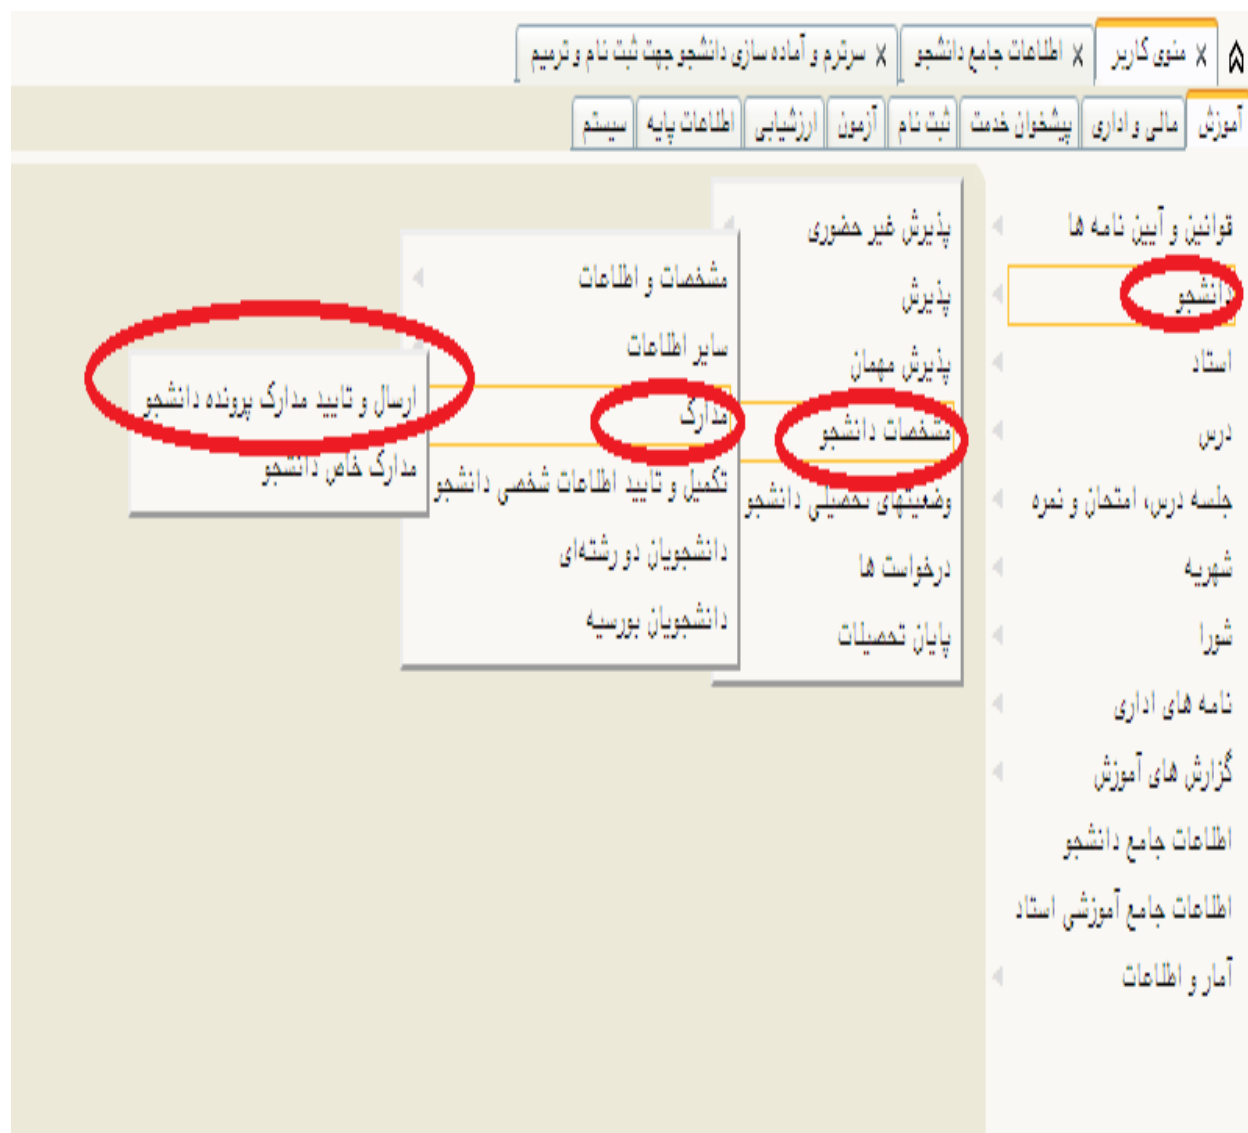 منوی کاربر x اطلاعات جامع دانشجو x سرترم و آماده سازی دانشجو جهت ثبت نام و ترمیم x
آموزش مالی و اداری پیشخوان خدمت ثبت نام آزمون ارزشیابی اطلاعات پایه سیستم
قوانین و آیین نامه ها
دانشجو
استاد
درس
جلسه درس، امتحان و نمره
شهریه
شورا
نامه های اداری
گزارش های آموزش
اطلاعات جامع دانشجو
اطلاعات جامع آموزشی استاد
آمار و اطلاعات
پذیرش غیر حضوری
پذیرش
پذیرش مهمان
مشخصات دانشجو
وضعیتهای تحصیلی دانشجو
درخواست ها
پایان تحصیلات
مشخصات و اطلاعات
سایر اطلاعات
مدارک
تکمیل و تایید اطلاعات شخصی دانشجو
دانشجویان دو رشته‌ای
دانشجویان بورسیه
ارسال و تایید مدارک پرونده دانشجو
مدارک خاص دانشجو